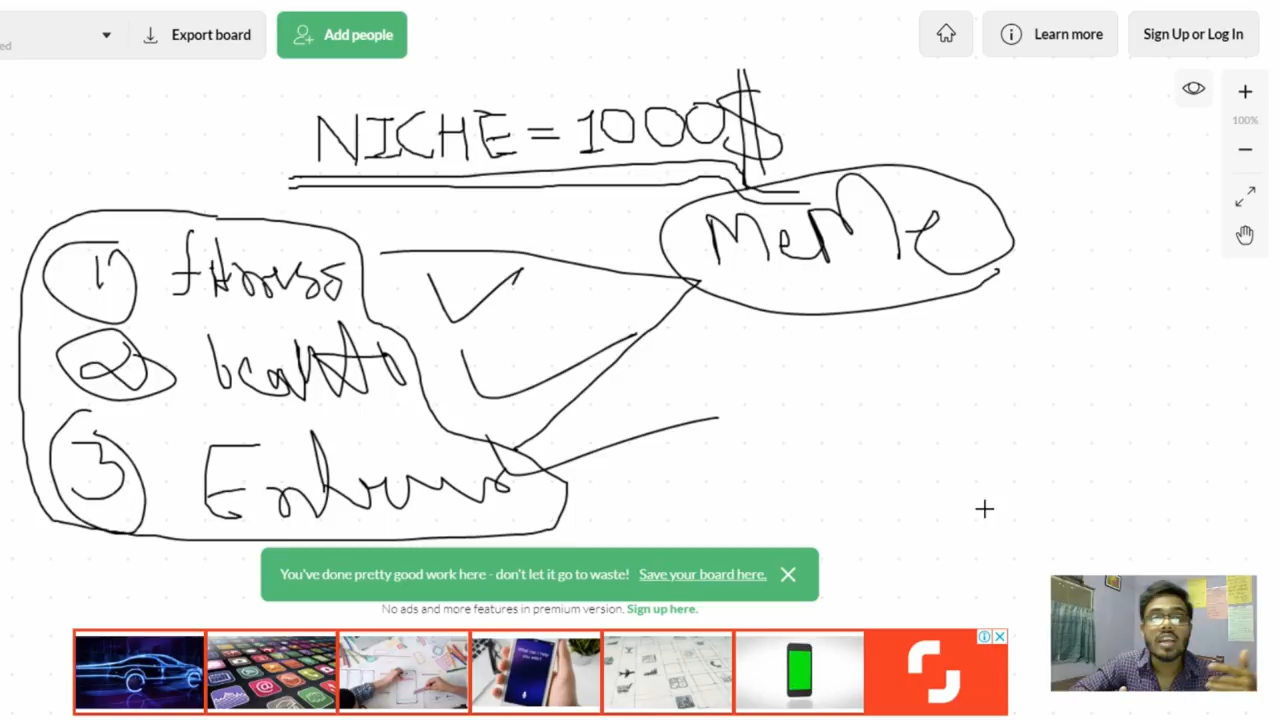 Export board
Add people
Learn more
Sign Up or Log In
100%
NICHE = 1000$
MeMe
1 fitness
2
3
You've done pretty good work here - don't let it go to waste! Save your board here.
No ads and more features in premium version. Sign up here.